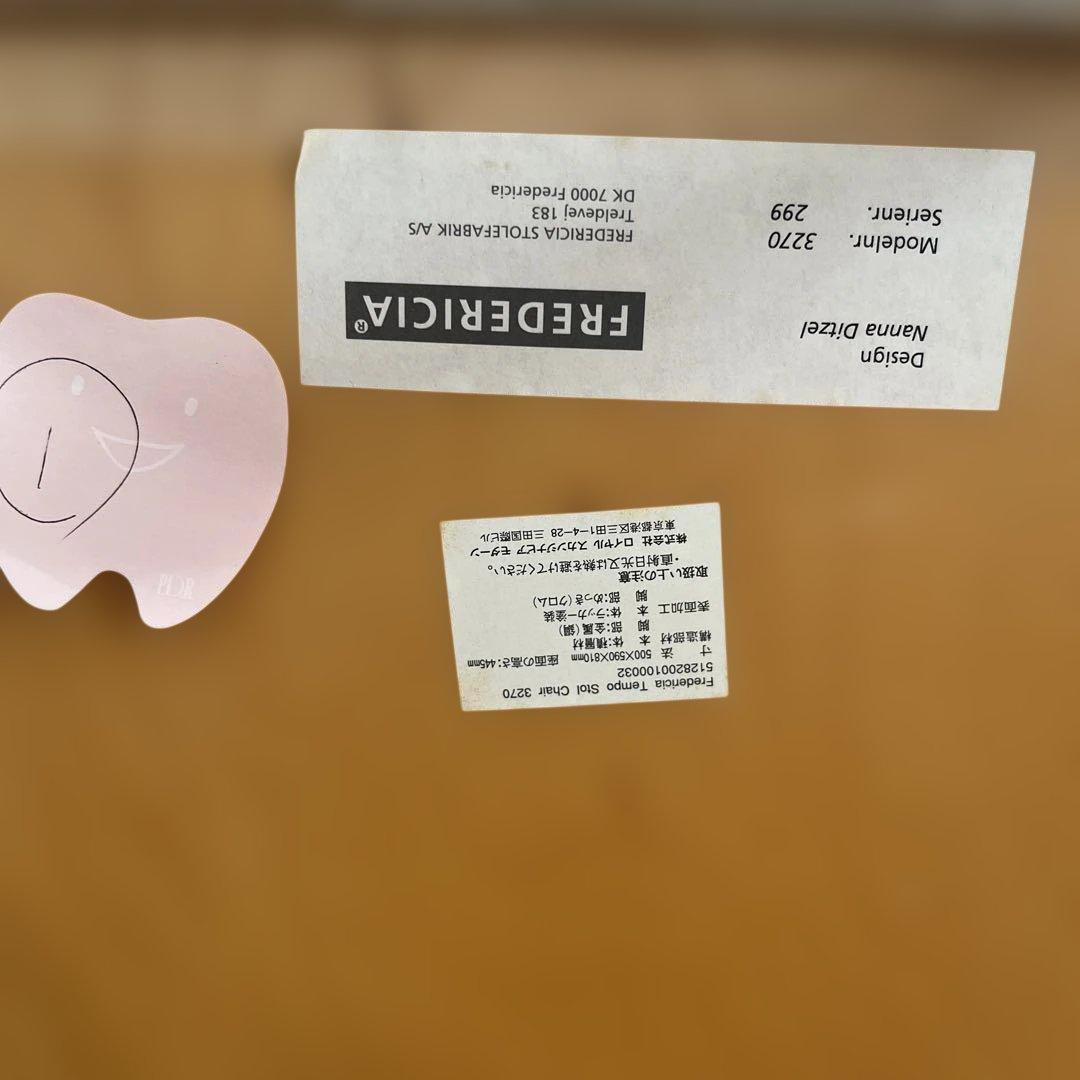 Design
Nanna Ditzel
Modelnr. 3270
Serienr. 299
FREDERICIA®
FREDERICIA STOLEFABRIK A/S
Treldevej 183
DK 7000 Fredericia
Fredericia Tempo Stol Chair 3270
5128200100032
寸 法 500X590X810mm 座面の高さ:445mm
構造部材 本 体:積層材
脚 部:金属(鋼)
表面加工 本 体:ラッカー塗装
脚 部:めっき(クロム)
取扱い上の注意
・直射日光又は熱を避けてください。
株式会社 ロイヤル スカンジナビア モダーン
東京都港区三田1−4−28 三田国際ビル
1